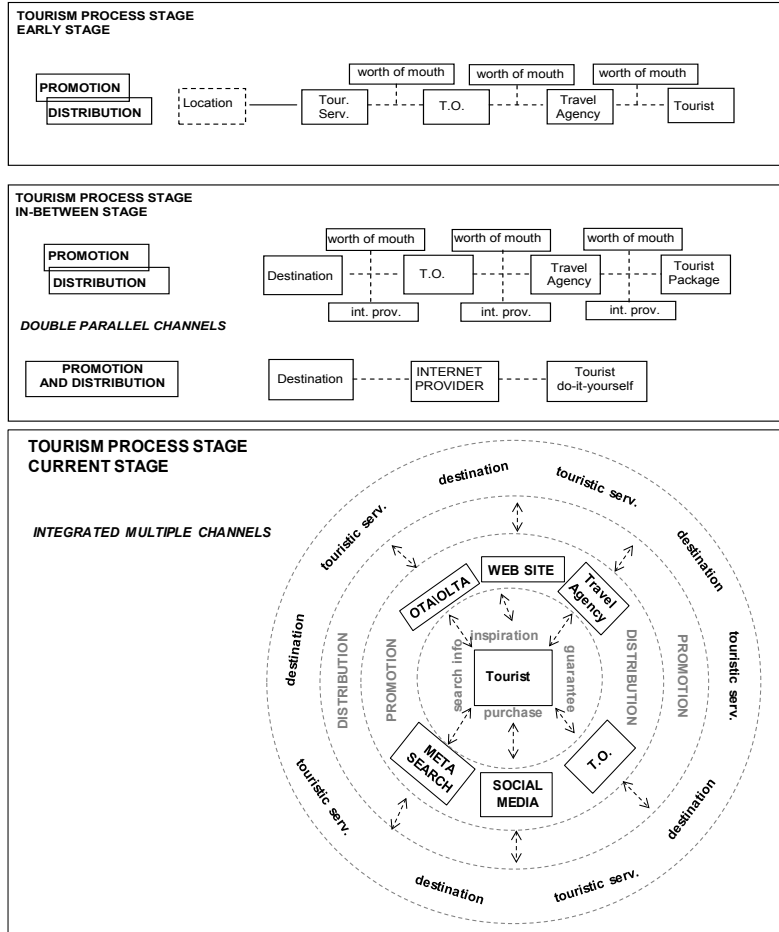 TOURISM PROCESS STAGE
EARLY STAGE
worth of mouth
worth of mouth
worth of mouth
PROMOTION
DISTRIBUTION
Location
Tour.
Serv.
T.O.
Travel
Agency
Tourist
TOURISM PROCESS STAGE
IN-BETWEEN STAGE
worth of mouth
worth of mouth
worth of mouth
PROMOTION
DISTRIBUTION
Destination
T.O.
Travel
Agency
Tourist
Package
int. prov.
int. prov.
int. prov.
DOUBLE PARALLEL CHANNELS
PROMOTION
AND DISTRIBUTION
Destination
INTERNET
PROVIDER
Tourist
do-it-yourself
TOURISM PROCESS STAGE
CURRENT STAGE
INTEGRATED MULTIPLE CHANNELS
destination
touristic serv.
touristic serv.
destination
destination
touristic serv.
touristic serv.
destination
destination
touristic serv.
DISTRIBUTION
PROMOTION
DISTRIBUTION
PROMOTION
OTA\OLTA
WEB SITE
Travel
Agency
inspiration
search info
guarantee
Tourist
purchase
META
SEARCH
SOCIAL
MEDIA
T.O.